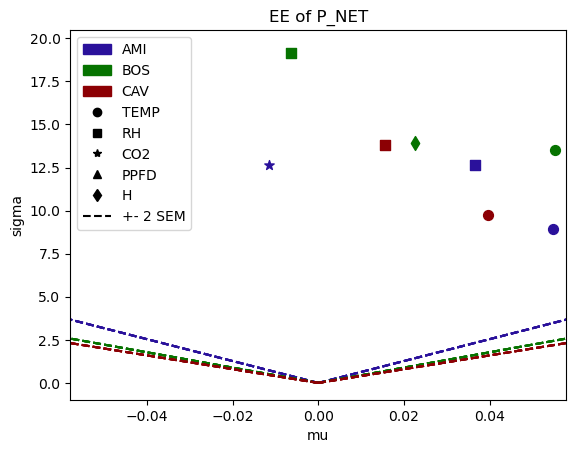 EE of P_NET
20.0
17.5
15.0
12.5
10.0
7.5
5.0
2.5
0.0
sigma
AMI
BOS
CAV
TEMP
RH
CO2
PPFD
H
+- 2 SEM
−0.04
−0.02
0.00
0.02
0.04
mu